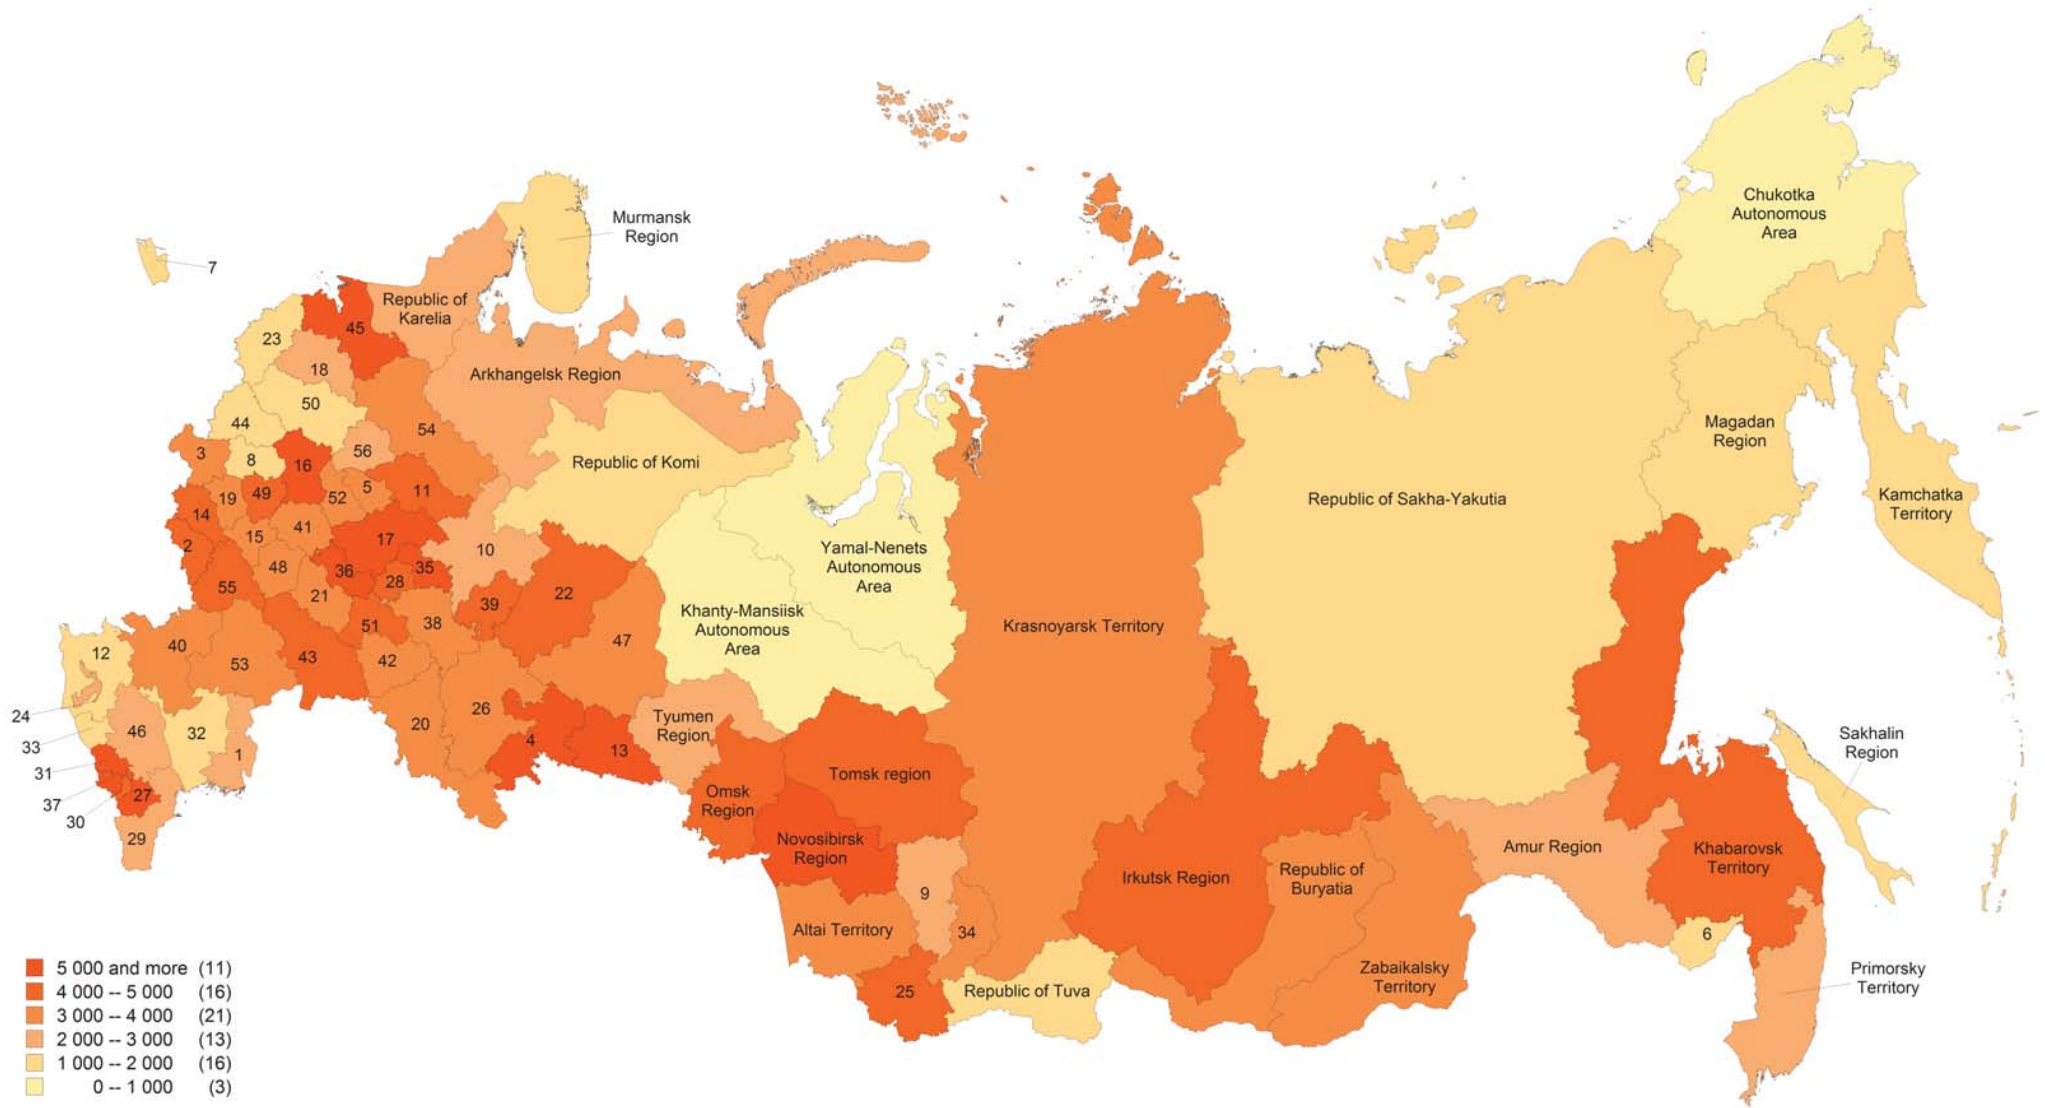 Chukotka
Autonomous
Area
Murmansk
Region
7
Republic of
Karelia
45
23
18
Arkhangelsk Region
50
44
54
Magadan
Region
3
8
16
56
Republic of Komi
19
49
52
5
11
Republic of Sakha-Yakutia
Kamchatka
Territory
14
15
41
17
2
10
Yamal-Nenets
Autonomous
Area
48
36
28
35
55
21
39
22
Khanty-Mansiisk
Autonomous
Area
51
38
47
Krasnoyarsk Territory
12
40
53
43
42
24
33
46
32
1
20
26
4
13
Tyumen
Region
Sakhalin
Region
31
37
30
27
29
Tomsk region
Omsk
Region
Novosibirsk
Region
Amur Region
Khabarovsk
Territory
Irkutsk Region
Republic of
Buryatia
9
Altai Territory
34
6
25
Republic of Tuva
Zabaikalsky
Territory
Primorsky
Territory
5 000 and more (11)
4 000 -- 5 000 (16)
3 000 -- 4 000 (21)
2 000 -- 3 000 (13)
1 000 -- 2 000 (16)
0 -- 1 000 (3)